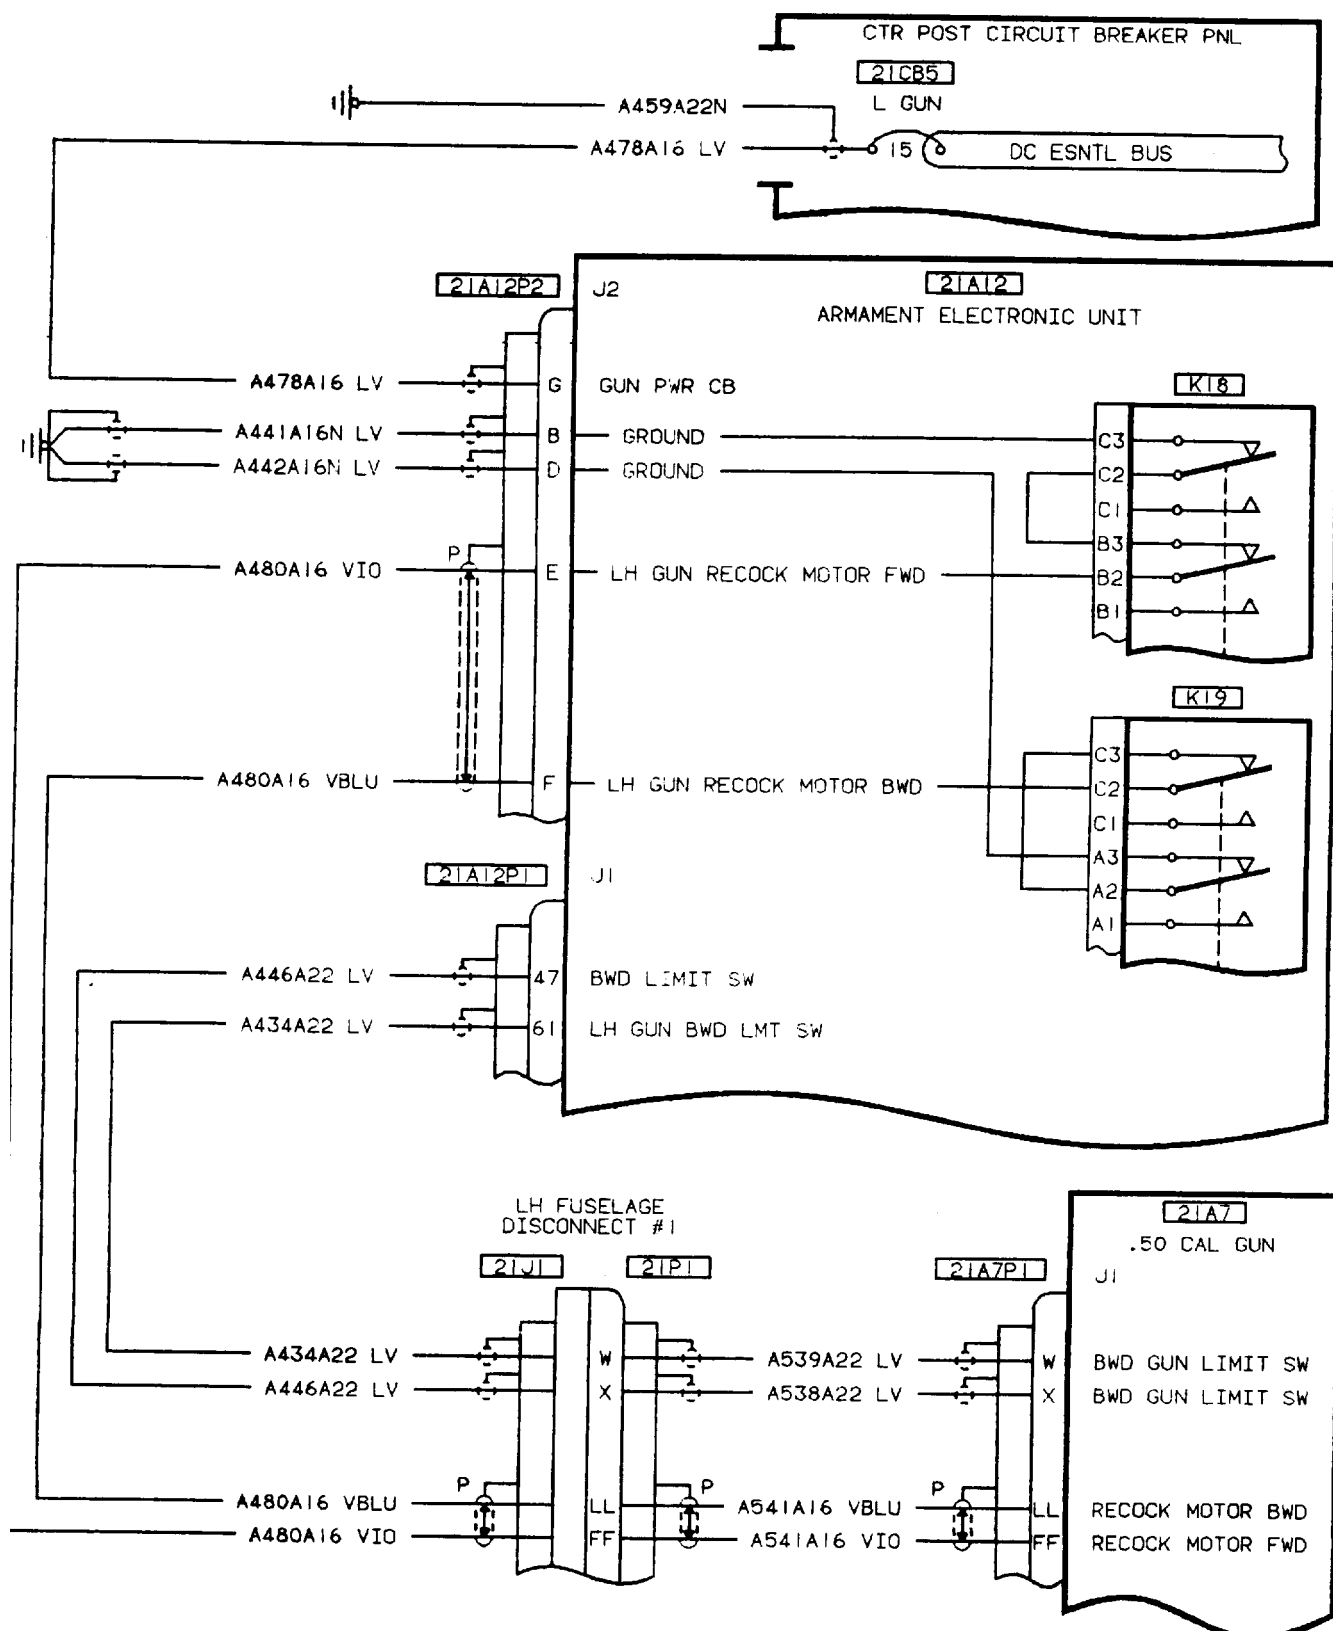 CTR POST CIRCUIT BREAKER PNL
21CB5
L GUN
A459A22N
A478A16 LV
15
DC ESNTL BUS
21A12P2
J2
21A12
ARMAMENT ELECTRONIC UNIT
A478A16 LV
G
GUN PWR CB
K18
A441A16N LV
B
GROUND
C3
A442A16N LV
D
GROUND
C2
C1
B3
P
A480A16 VIO
E
LH GUN RECOCK MOTOR FWD
B2
B1
K19
C3
A480A16 VBLU
F
LH GUN RECOCK MOTOR BWD
C2
C1
A3
21A12P1
J1
A2
A1
A446A22 LV
47
BWD LIMIT SW
A434A22 LV
61
LH GUN BWD LMT SW
LH FUSELAGE
DISCONNECT #1
21A7
.50 CAL GUN
21J1
21P1
21A7P1
J1
A434A22 LV
W
A539A22 LV
W
BWD GUN LIMIT SW
A446A22 LV
X
A538A22 LV
X
BWD GUN LIMIT SW
P
P
P
A480A16 VBLU
LL
A541A16 VBLU
LL
RECOCK MOTOR BWD
A480A16 VIO
FF
A541A16 VIO
FF
RECOCK MOTOR FWD